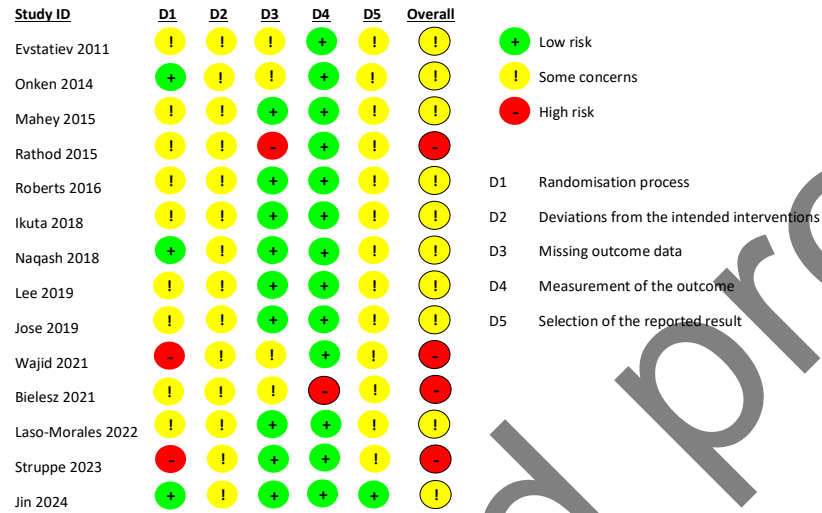 Study ID D1 D2 D3 D4 D5 Overall
Evstatiev 2011 ! ! ! + ! !
Onken 2014 + ! ! + ! !
Mahey 2015 ! ! + + ! !
Rathod 2015 ! ! - + ! -
Roberts 2016 ! ! + + ! !
Ikuta 2018 ! ! + + ! !
Naqash 2018 + ! + + ! !
Lee 2019 ! ! + + ! !
Jose 2019 ! ! + + ! !
Wajid 2021 - ! ! + ! -
Bielesz 2021 ! ! ! - ! -
Laso-Morales 2022 ! ! + + ! !
Struppe 2023 - ! + + ! -
Jin 2024 + ! + + + !
+ Low risk
! Some concerns
- High risk
D1 Randomisation process
D2 Deviations from the intended interventions
D3 Missing outcome data
D4 Measurement of the outcome
D5 Selection of the reported result